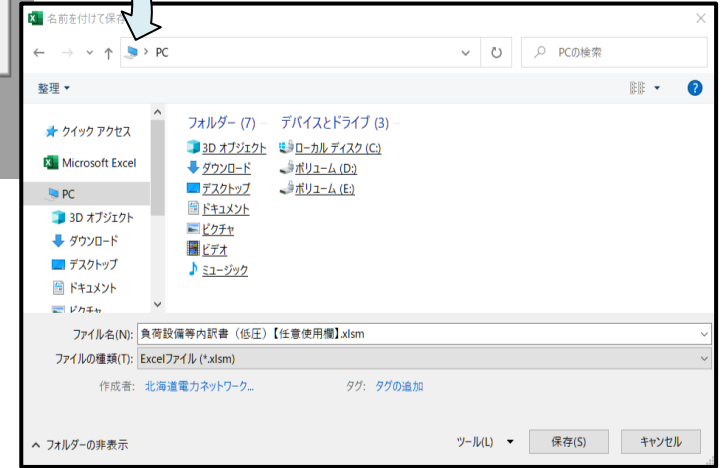 名前を付けて保存
PC
PCの検索
整理
クイック アクセス
Microsoft Excel
PC
3D オブジェクト
ダウンロード
デスクトップ
ドキュメント
ピクチャ
フォルダー (7)
3D オブジェクト
ダウンロード
デスクトップ
ドキュメント
ピクチャ
ビデオ
ミュージック
デバイスとドライブ (3)
ローカル ディスク (C:)
ボリューム (D:)
ボリューム (E:)
ファイル名(N): 負荷設備等内訳書（低圧）【任意使用欄】.xlsm
ファイルの種類(T): Excelファイル (*.xlsm)
作成者: 北海道電力ネットワーク... タグ: タグの追加
フォルダーの非表示 ツール(L) 保存(S) キャンセル